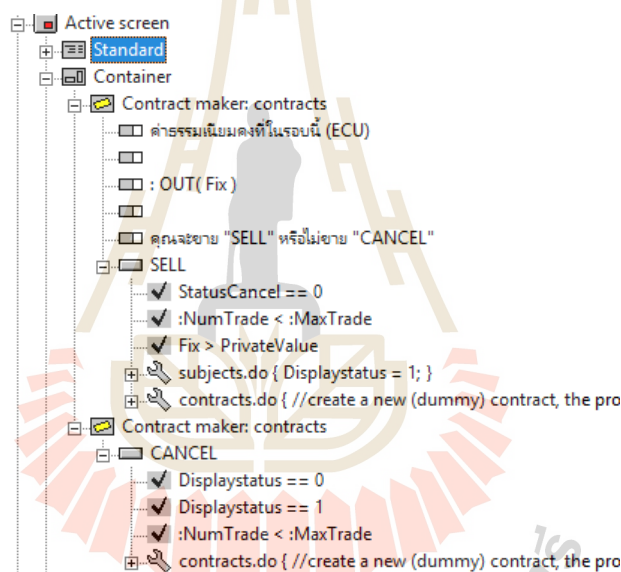 Active screen
Standard
Container
Contract maker: contracts
ค่าธรรมเนียมคงที่ในรอบนี้ (ECU)
: OUT( Fix )
คุณจะขาย "SELL" หรือไม่ขาย "CANCEL"
SELL
StatusCancel == 0
:NumTrade < :MaxTrade
Fix > PrivateValue
subjects.do { Displaystatus = 1; }
contracts.do { //create a new (dummy) contract, the pro
Contract maker: contracts
CANCEL
Displaystatus == 0
Displaystatus == 1
:NumTrade < :MaxTrade
contracts.do { //create a new (dummy) contract, the pro